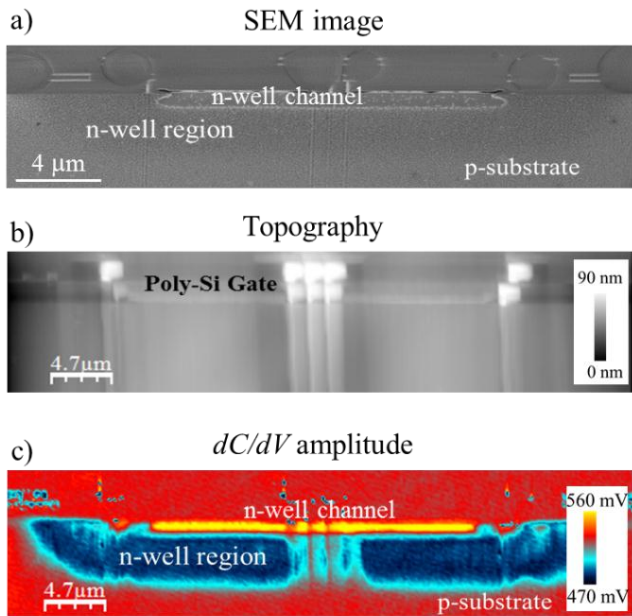 a)
SEM image
n-well channel
n-well region
4 μm
p-substrate
b)
Topography
Poly-Si Gate
90 nm
4.7μm
0 nm
c)
dC/dV amplitude
n-well channel
560 mV
n-well region
4.7μm
p-substrate
470 mV